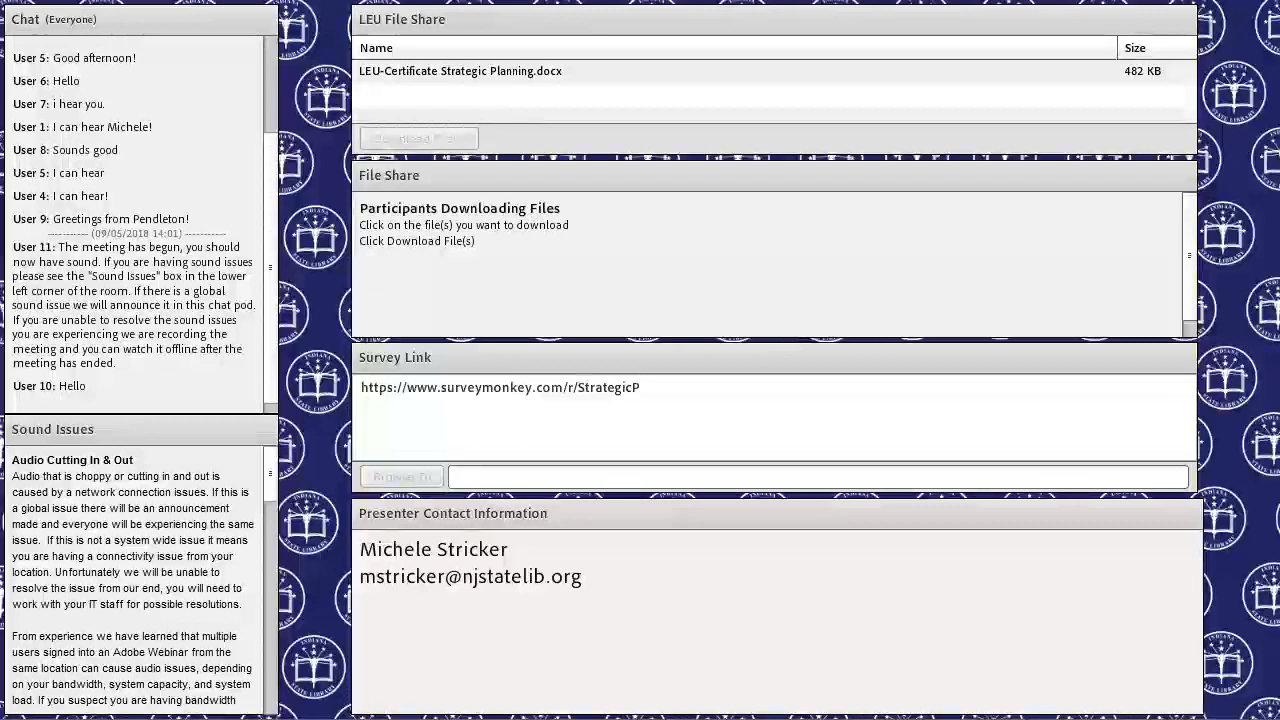 Chat (Everyone)
User 5: Good afternoon!
User 6: Hello
User 7: i hear you.
User 1: I can hear Michele!
User 8: Sounds good
User 5: I can hear
User 4: I can hear!
User 9: Greetings from Pendleton!
----------- (09/05/2018 14:01) -----------
User 11: The meeting has begun, you should
now have sound. If you are having sound issues
please see the "Sound Issues" box in the lower
left corner of the room. If there is a global
sound issue we will announce it in this chat pod.
If you are unable to resolve the sound issues
you are experiencing we are recording the
meeting and you can watch it offline after the
meeting has ended.
User 10: Hello
Sound Issues
Audio Cutting In & Out
Audio that is choppy or cutting in and out is
caused by a network connection issues. If this is
a global issue there will be an announcement
made and everyone will be experiencing the same
issue.  If this is not a system wide issue it means
you are having a connectivity issue from your
location. Unfortunately we will be unable to
resolve the issue from our end, you will need to
work with your IT staff for possible resolutions.
From experience we have learned that multiple
users signed into an Adobe Webinar from the
same location can cause audio issues, depending
on your bandwidth, system capacity, and system
load. If you suspect you are having bandwidth
LEU File Share
Name Size
LEU-Certificate Strategic Planning.docx 482 KB
File Share
Participants Downloading Files
Click on the file(s) you want to download
Click Download File(s)
Survey Link
https://www.surveymonkey.com/r/StrategicP
Browse To
Presenter Contact Information
Michele Stricker
mstricker@njstatelib.org
INDIANA
STATE LIBRARY